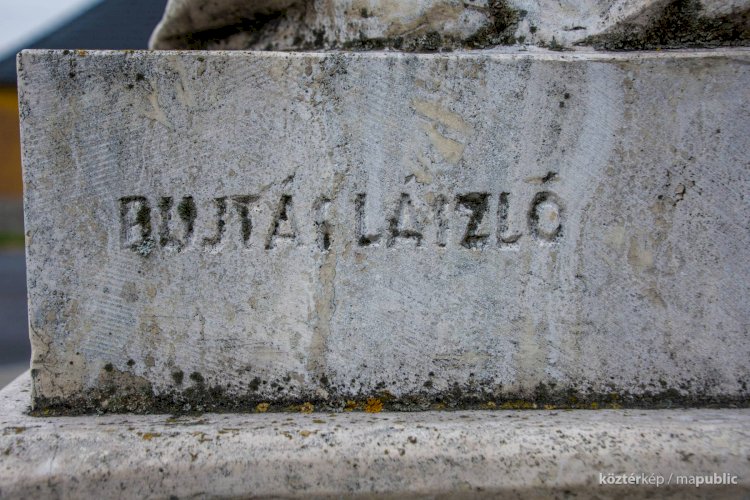 BUJTÁS LÁSZLÓ
köztérkép / mapublic